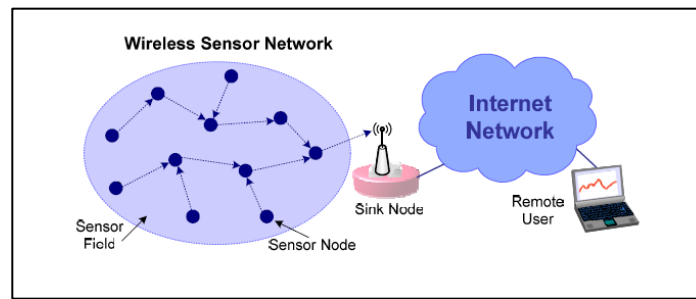 Wireless Sensor Network
Internet
Network
Sink Node
Remote
User
Sensor
Field
Sensor Node